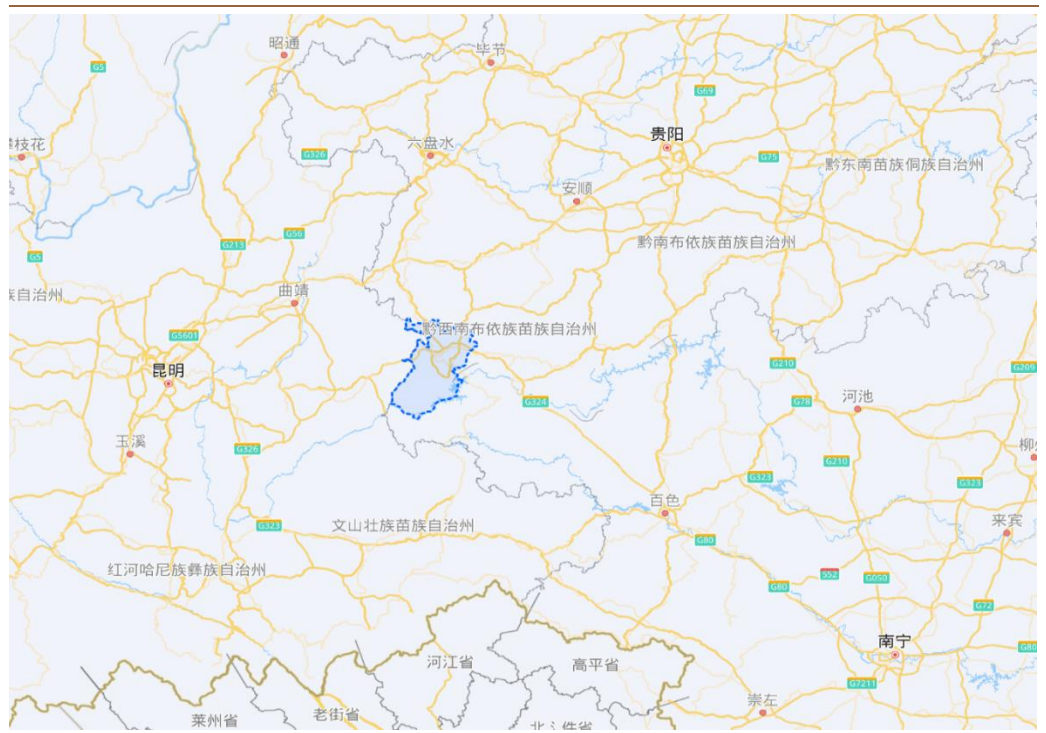 昭通
毕节
G5
G69
枝花
六盘水
贵阳
G326
G75
黔东南苗族侗族自治州
安顺
G56
G213
黔南布依族苗族自治州
G5
族自治州
曲靖
G5601
黔西南布依族苗族自治州
昆明
G210
G209
G324
G78
河池
玉溪
G326
G210
柳
G323
G323
百色
G323
文山壮族苗族自治州
来宾
G80
红河哈尼族彝族自治州
S52
G050
G80
G72
南宁
G80
河江省
高平省
G7211
崇左
莱州省
老街省